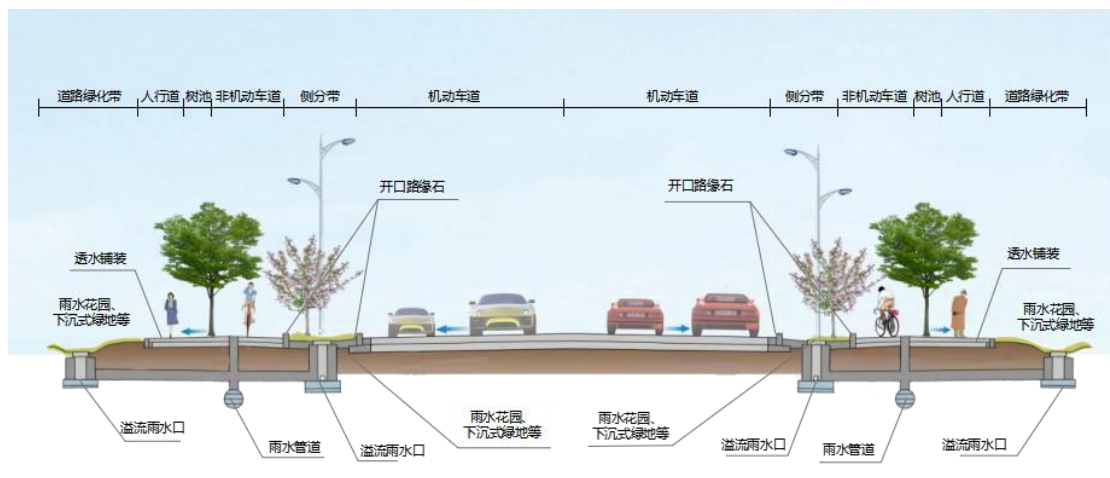 道路绿化带 人行道 树池 非机动车道 侧分带 机动车道 机动车道 侧分带 非机动车道 树池 人行道 道路绿化带
开口路缘石 开口路缘石
透水铺装 透水铺装
雨水花园、
下沉式绿地等
雨水花园、
下沉式绿地等
雨水花园、
下沉式绿地等
雨水花园、
下沉式绿地等
溢流雨水口 雨水管道 溢流雨水口 溢流雨水口 雨水管道 溢流雨水口